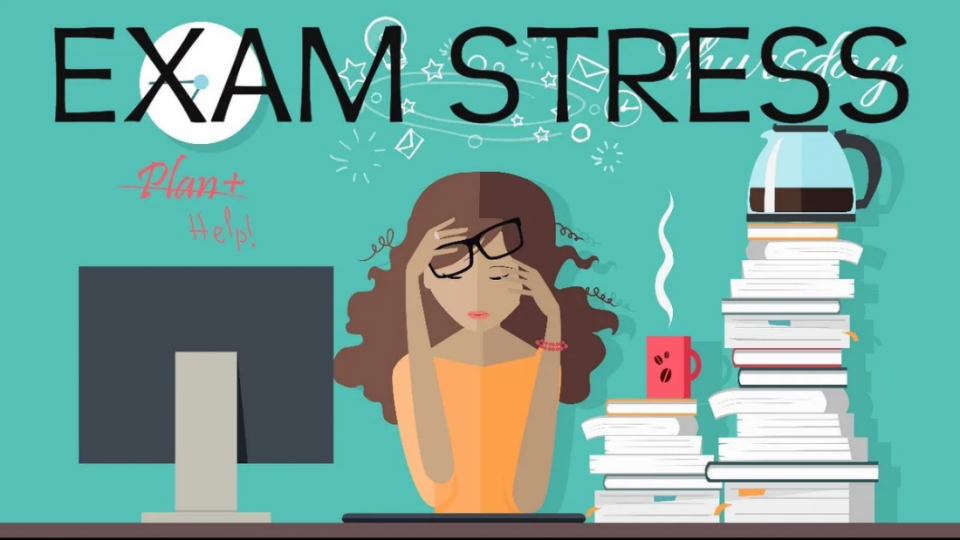 EXAM STRESS
Thursday
Plan+
Help!